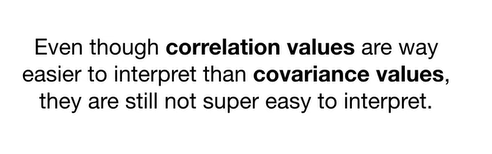 Even though correlation values are way
easier to interpret than covariance values,
they are still not super easy to interpret.